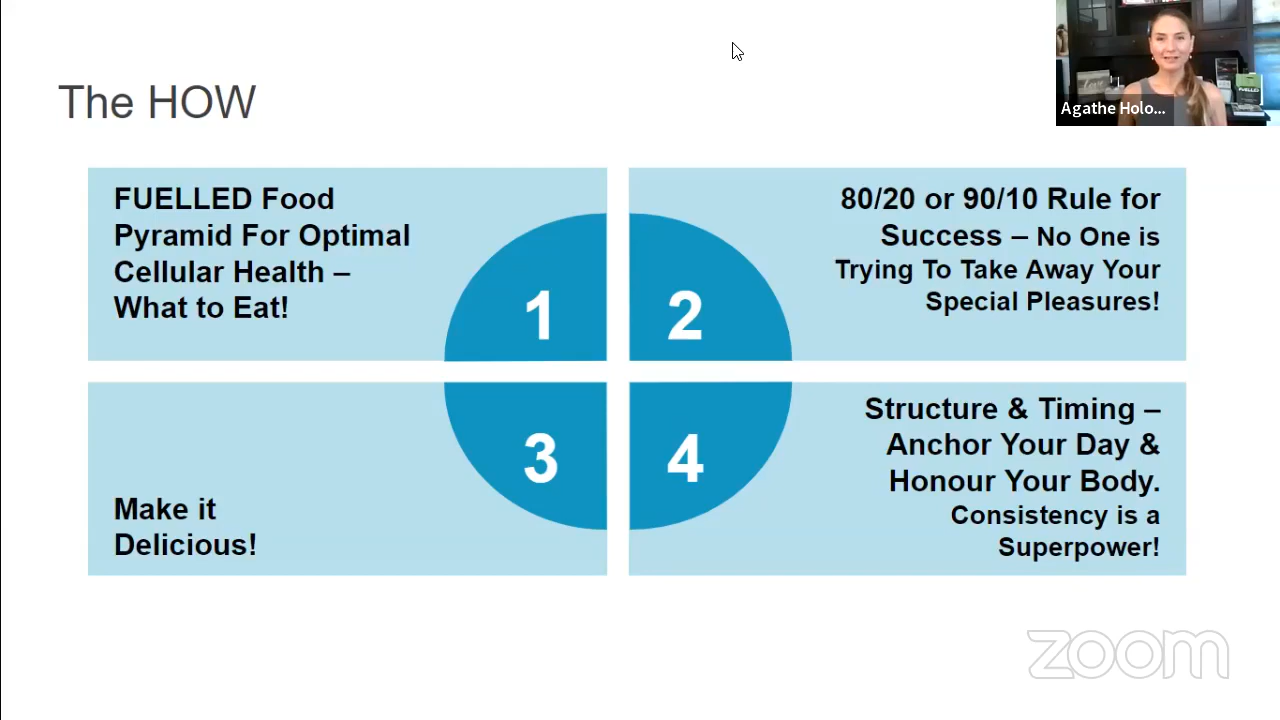 Agathe Holo...
The HOW
FUELLED Food
Pyramid For Optimal
Cellular Health –
What to Eat!
1
80/20 or 90/10 Rule for
Success – No One is
Trying To Take Away Your
Special Pleasures!
2
Make it
Delicious!
3
Structure & Timing –
Anchor Your Day &
Honour Your Body.
Consistency is a
Superpower!
4
zoom